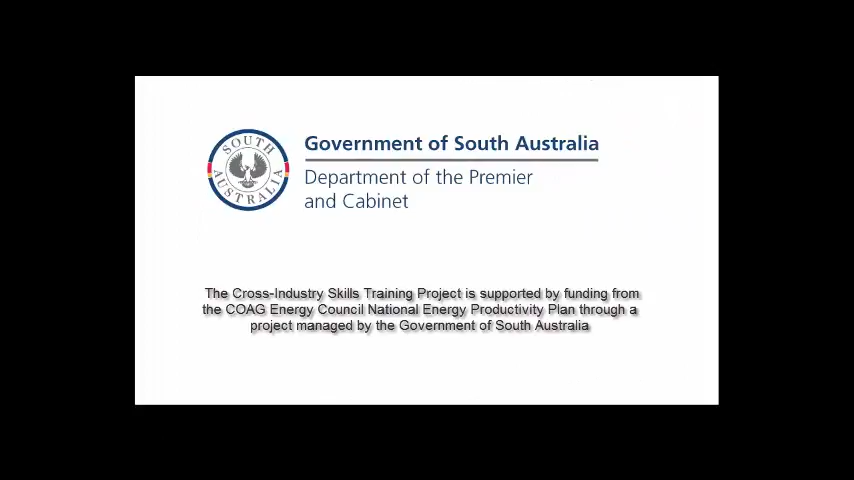 SOUTH
AUSTRALIA
Government of South Australia
Department of the Premier
and Cabinet
The Cross-Industry Skills Training Project is supported by funding from
the COAG Energy Council National Energy Productivity Plan through a
project managed by the Government of South Australia